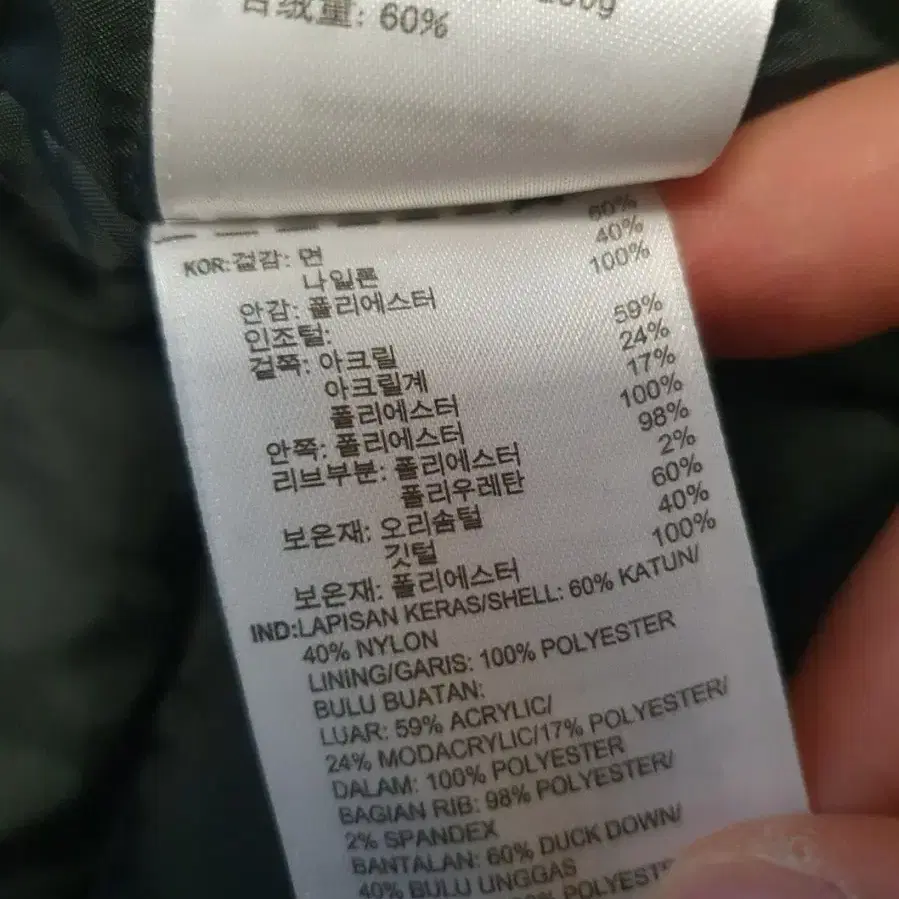 含绒量: 60%
KOR:겉감: 면 60%
나일론 40%
안감: 폴리에스터 100%
인조털:
겉쪽: 아크릴 59%
아크릴계 24%
폴리에스터 17%
안쪽: 폴리에스터 100%
리브부분: 폴리에스터 98%
폴리우레탄 2%
보온재: 오리솜털 60%
깃털 40%
보온재: 폴리에스터 100%
IND:LAPISAN KERAS/SHELL: 60% KATUN/
40% NYLON
LINING/GARIS: 100% POLYESTER
BULU BUATAN:
LUAR: 59% ACRYLIC/
24% MODACRYLIC/17% POLYESTER/
DALAM: 100% POLYESTER
BAGIAN RIB: 98% POLYESTER/
2% SPANDEX
BANTALAN: 60% DUCK DOWN/
40% BULU UNGGAS